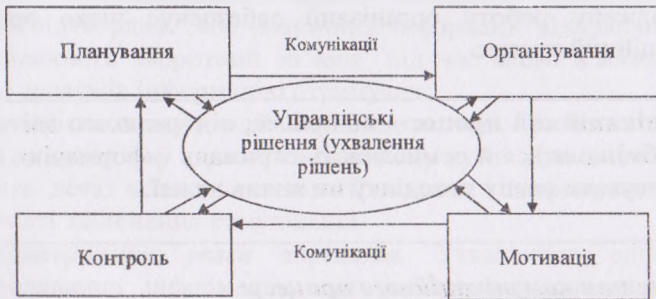 Планування
Комунікації
Організування
Управлінські
рішення (ухвалення
рішень)
Контроль
Комунікації
Мотивація